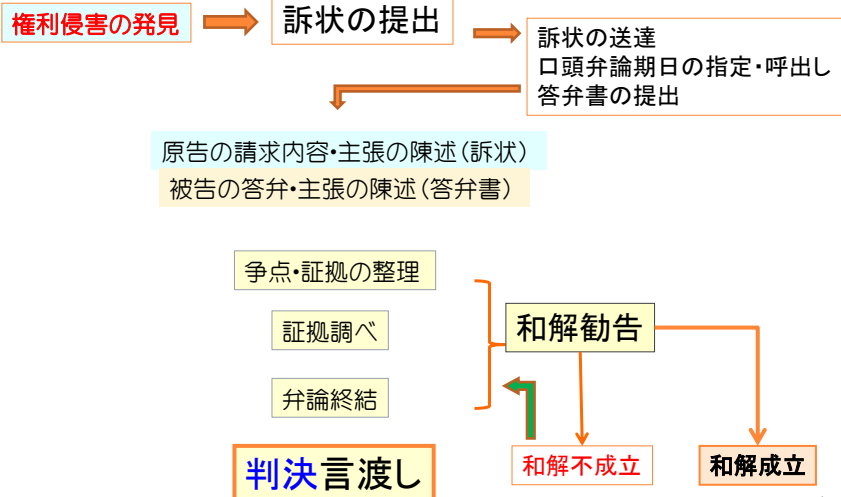 権利侵害の発見
訴状の提出
訴状の送達
口頭弁論期日の指定・呼出し
答弁書の提出
原告の請求内容・主張の陳述（訴状）
被告の答弁・主張の陳述（答弁書）
争点・証拠の整理
証拠調べ
弁論終結
和解勧告
判決言渡し
和解不成立
和解成立